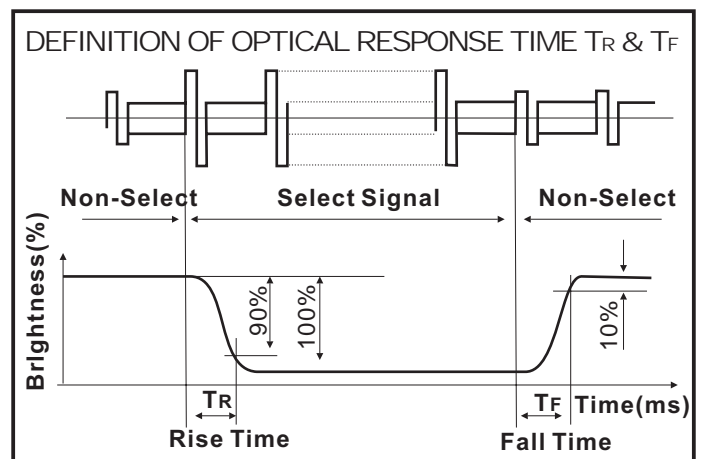 DEFINITION OF OPTICAL RESPONSE TIME TR & TF
Non-Select
Select Signal
Non-Select
BrIghtness(%)
90%
100%
10%
TR
TF
Time(ms)
Rise Time
Fall Time